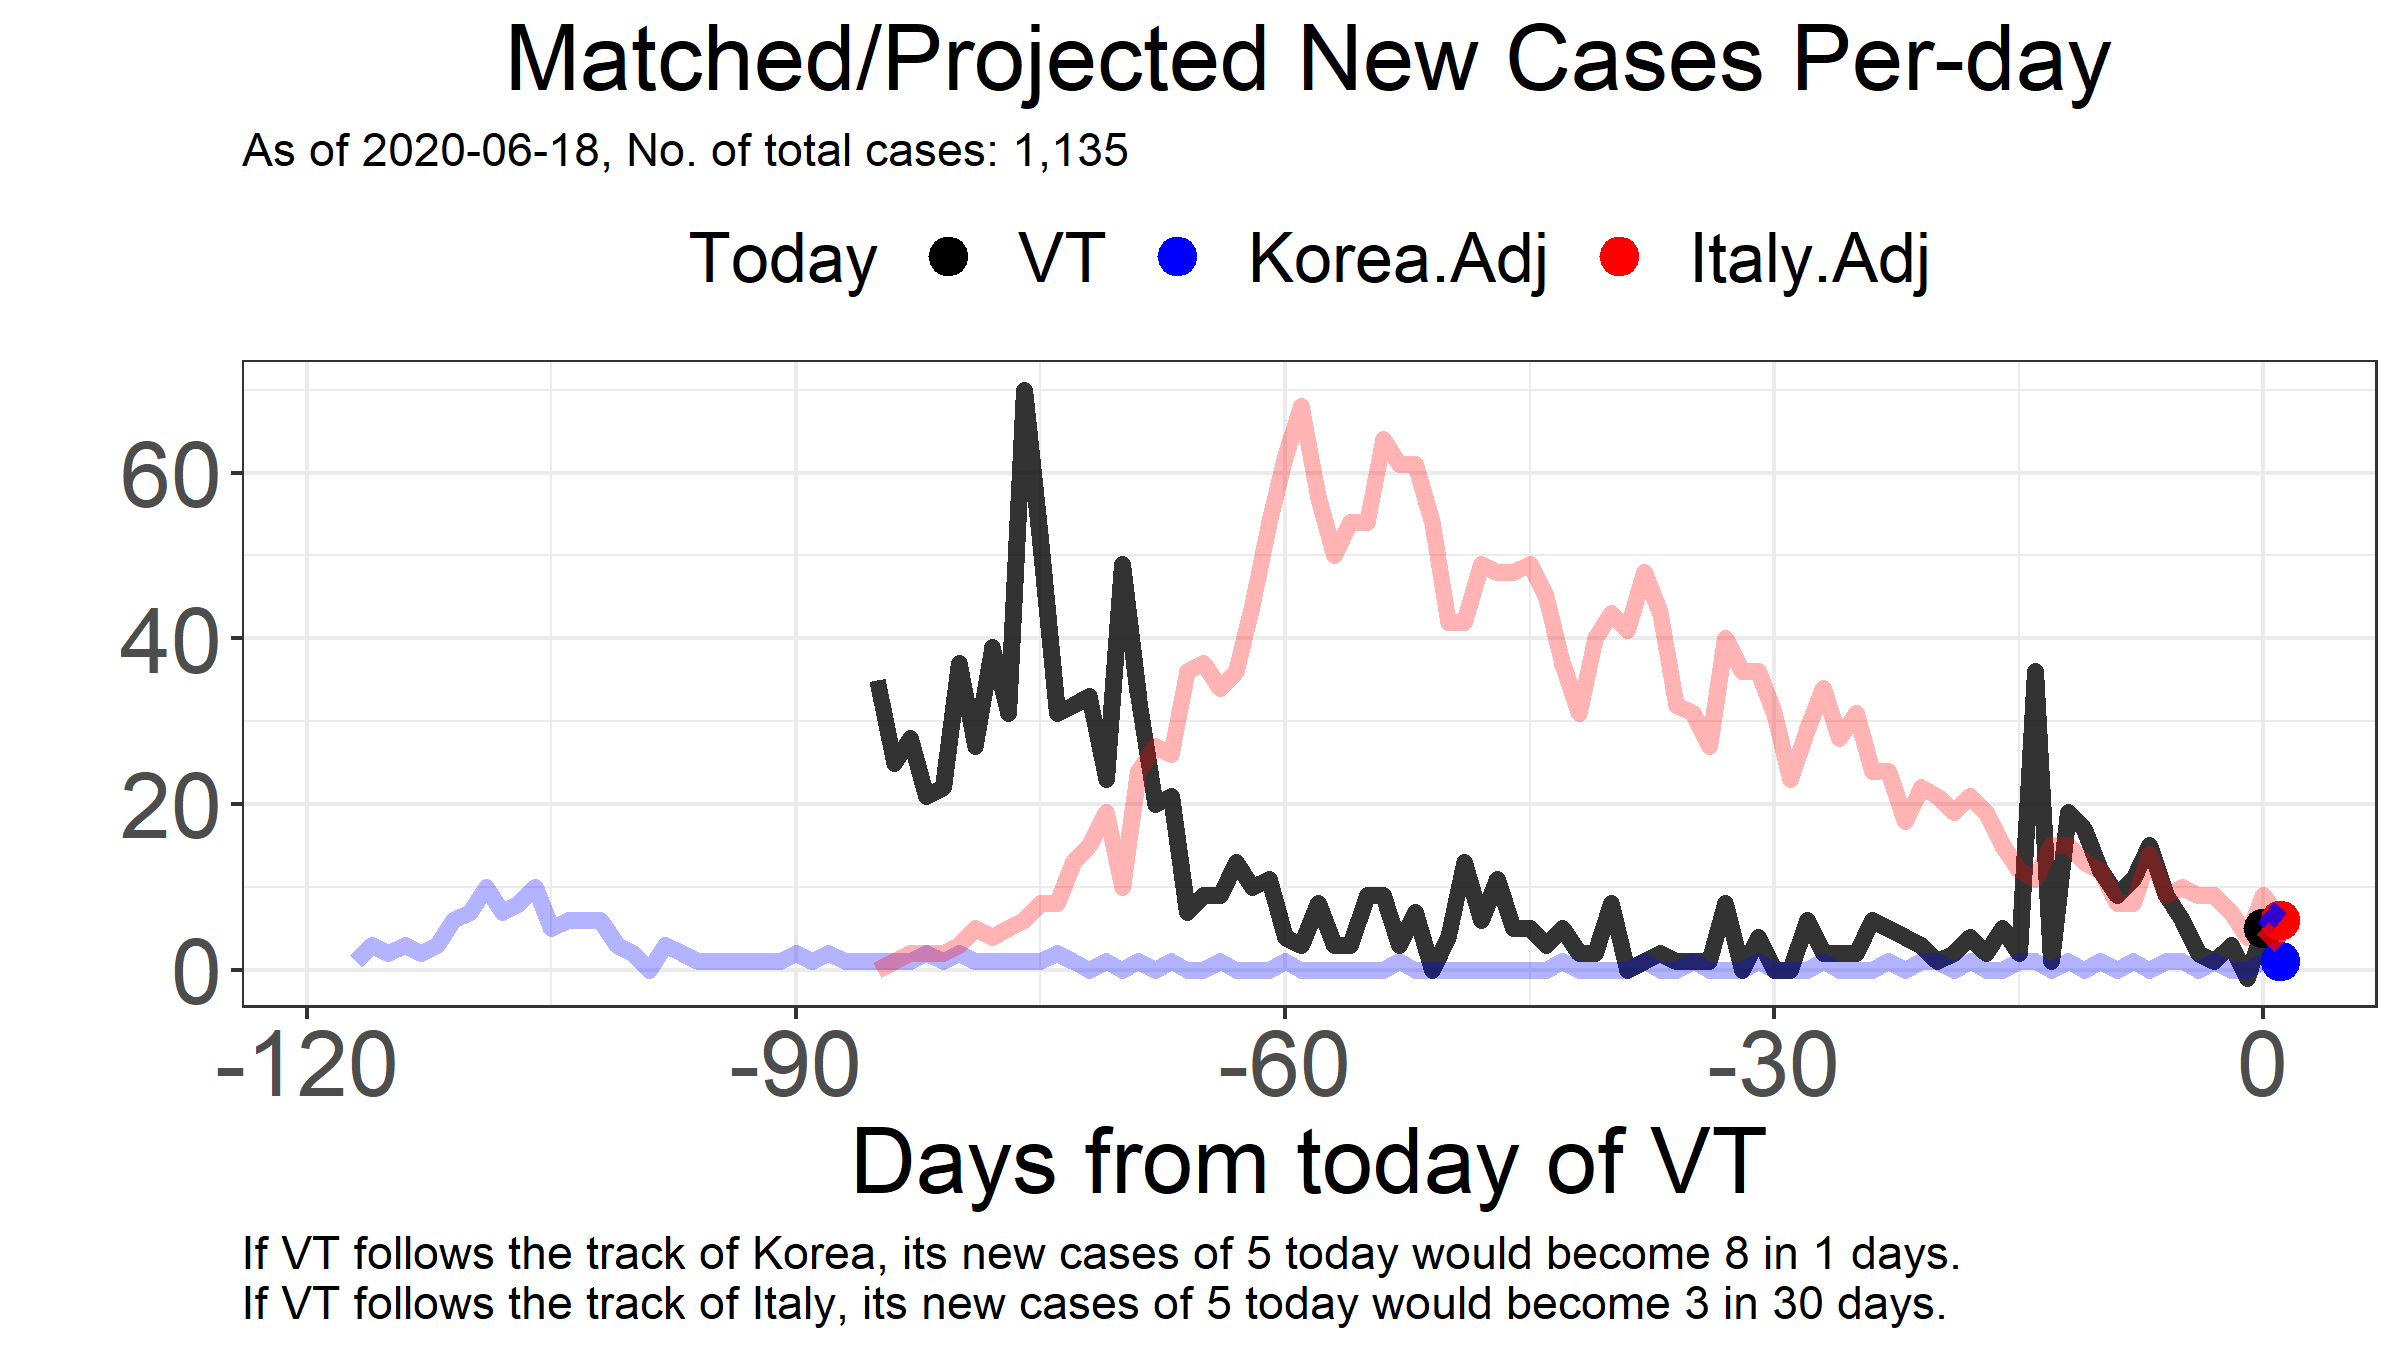 Matched/Projected New Cases Per-day
As of 2020-06-18, No. of total cases: 1,135
Today VT Korea.Adj Italy.Adj
60
40
20
0
-120 -90 -60 -30 0
Days from today of VT
If VT follows the track of Korea, its new cases of 5 today would become 8 in 1 days.
If VT follows the track of Italy, its new cases of 5 today would become 3 in 30 days.